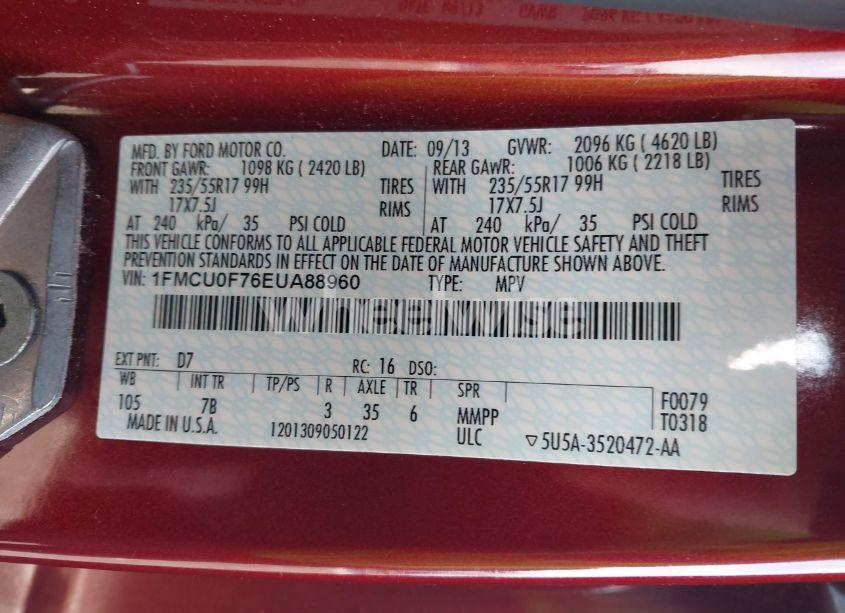 MFD. BY FORD MOTOR CO. DATE: 09/13 GVWR: 2096 KG ( 4620 LB)
FRONT GAWR: 1098 KG ( 2420 LB) REAR GAWR: 1006 KG ( 2218 LB)
WITH 235/55R17 99H TIRES WITH 235/55R17 99H TIRES
17X7.5J RIMS 17X7.5J RIMS
AT 240 kPa/ 35 PSI COLD AT 240 kPa/ 35 PSI COLD
THIS VEHICLE CONFORMS TO ALL APPLICABLE FEDERAL MOTOR VEHICLE SAFETY AND THEFT
PREVENTION STANDARDS IN EFFECT ON THE DATE OF MANUFACTURE SHOWN ABOVE.
VIN: 1FMCU0F76EUA88960 TYPE: MPV
Wheelwise
EXT PNT: D7 RC: 16 DSO:
WB INT TR TP/PS R AXLE TR SPR F0079
105 7B 3 35 6 MMPP T0318
MADE IN U.S.A. 1201309050122 ULC ▽5U5A-3520472-AA